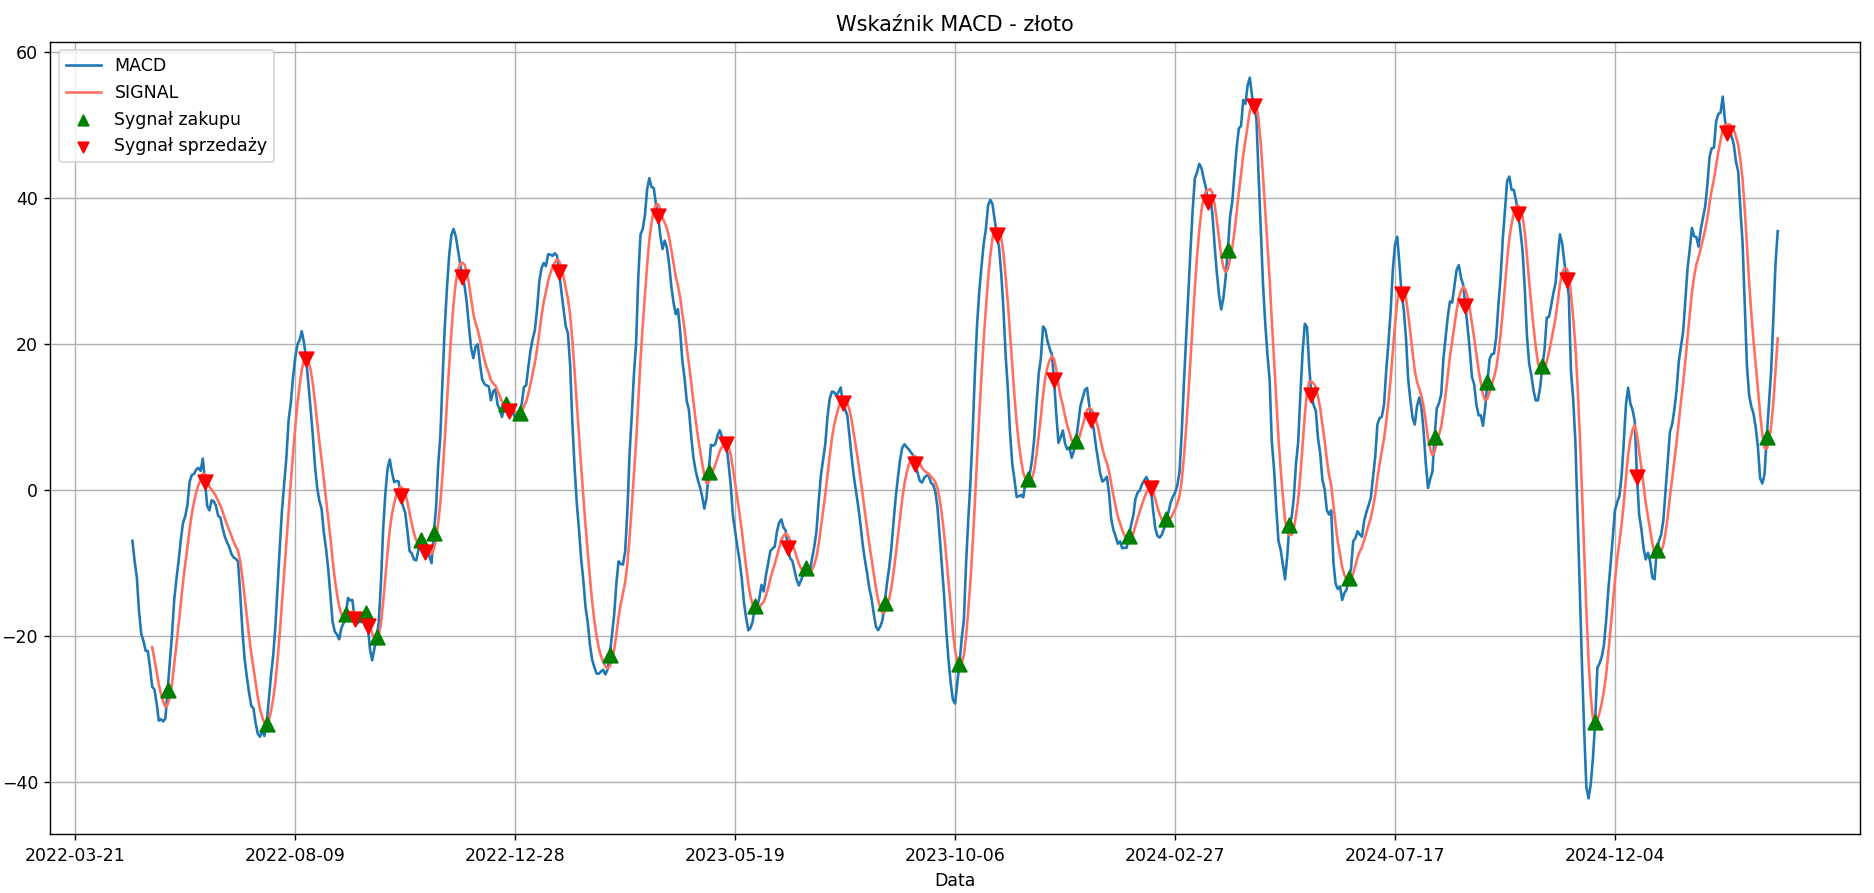 Wskaźnik MACD - złoto
60
40
20
0
−20
−40
MACD
SIGNAL
Sygnał zakupu
Sygnał sprzedaży
2022-03-21
2022-08-09
2022-12-28
2023-05-19
2023-10-06
2024-02-27
2024-07-17
2024-12-04
Data